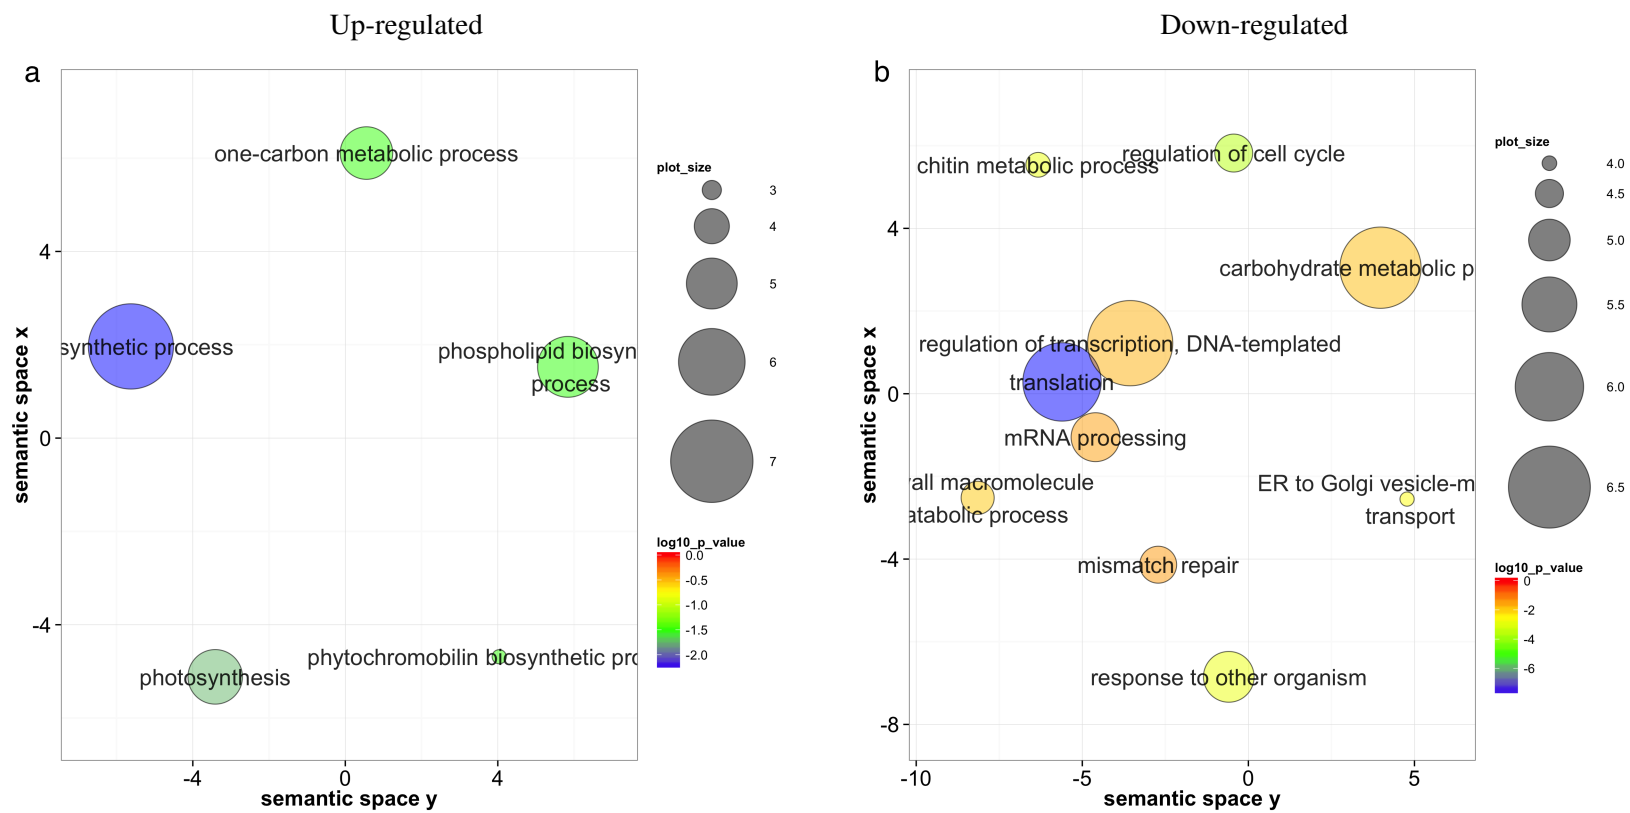 Up-regulated
Down-regulated
a
one-carbon metabolic process
synthetic process
phospholipid biosyn
process
photosynthesis
phytochromobilin biosynthetic pro
4
0
-4
-4
0
4
semantic space x
semantic space y
plot_size
3
4
5
6
7
log10_p_value
0.0
-0.5
-1.0
-1.5
-2.0
b
chitin metabolic process
regulation of cell cycle
carbohydrate metabolic p
regulation of transcription, DNA-templated
translation
mRNA processing
all macromolecule
atabolic process
ER to Golgi vesicle-m
transport
mismatch repair
response to other organism
4
0
-4
-8
-10
-5
0
5
semantic space x
semantic space y
plot_size
4.0
4.5
5.0
5.5
6.0
6.5
log10_p_value
0
-2
-4
-6